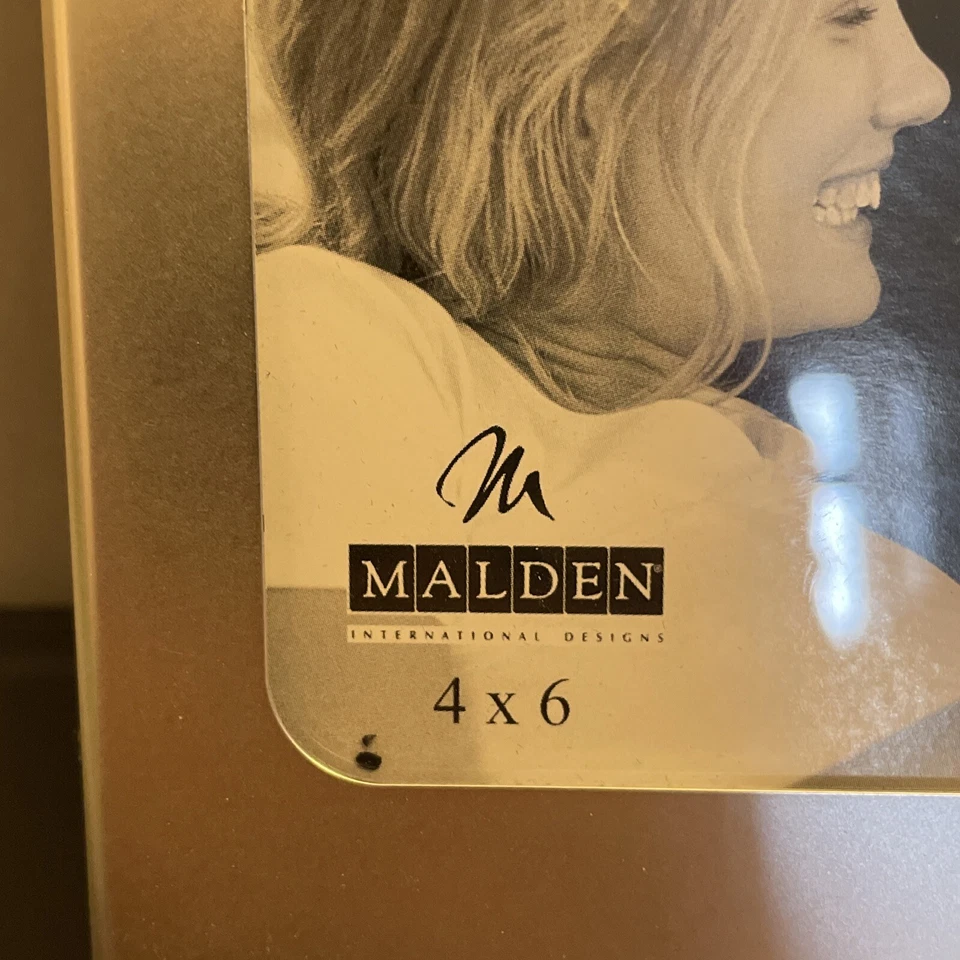 M
MALDEN®
INTERNATIONAL DESIGNS
4 x 6